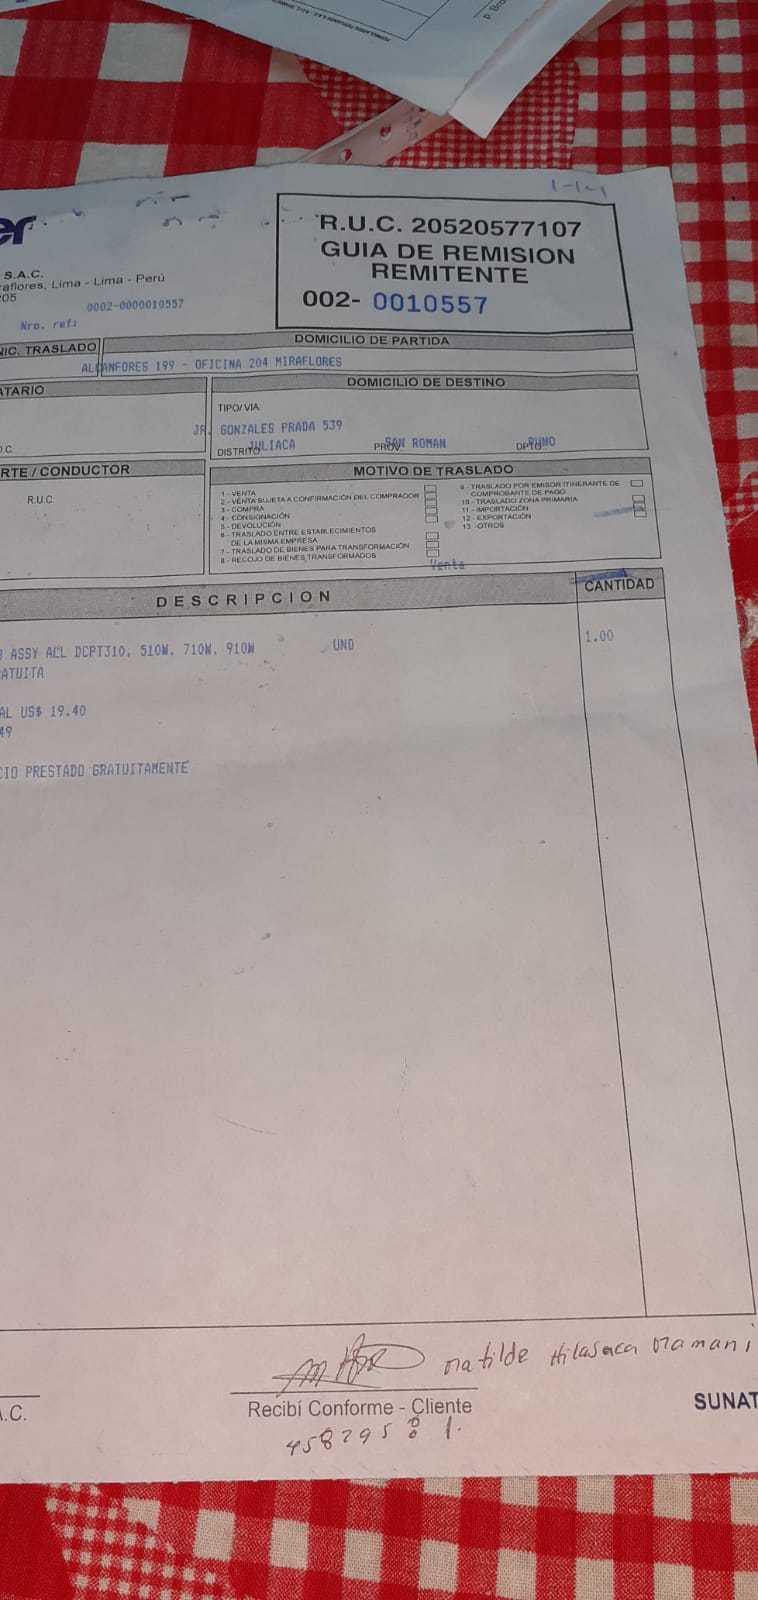 er
S.A.C.
raflores, Lima - Lima - Perú
205
0002-0000010557
Nro. ref:
R.U.C. 20520577107
GUIA DE REMISION
REMITENTE
002- 0010557
NIC. TRASLADO
DOMICILIO DE PARTIDA
ALCANFORES 199 - OFICINA 204 MIRAFLORES
ATARIO
DOMICILIO DE DESTINO
TIPO/VIA:
JR. GONZALES PRADA 539
O.C.
DISTRITO JULIACA PROV. SAN ROMAN DPTO PUNO
RTE / CONDUCTOR
R.U.C.
MOTIVO DE TRASLADO
1 - VENTA
2 - VENTA SUJETA A CONFIRMACIÓN DEL COMPRADOR
3 - COMPRA
4 - CONSIGNACIÓN
5 - DEVOLUCIÓN
6 - TRASLADO ENTRE ESTABLECIMIENTOS
DE LA MISMA EMPRESA
7 - TRASLADO DE BIENES PARA TRANSFORMACIÓN
8 - RECOJO DE BIENES TRANSFORMADOS
9 - TRASLADO POR EMISOR ITINERANTE DE
COMPROBANTE DE PAGO
10 - TRASLADO ZONA PRIMARIA
11 - IMPORTACIÓN
12 - EXPORTACIÓN
13 -OTROS
Venta
DESCRIPCION
CANTIDAD
ASSY ALL DCPT310, 510W, 710W, 910W UND 1.00
RATUITA
AL US$ 19.40
49
CIO PRESTADO GRATUITAMENTE
Matilde Hilasaca Mamani
A.C.
Recibí Conforme - Cliente
SUNAT
458295